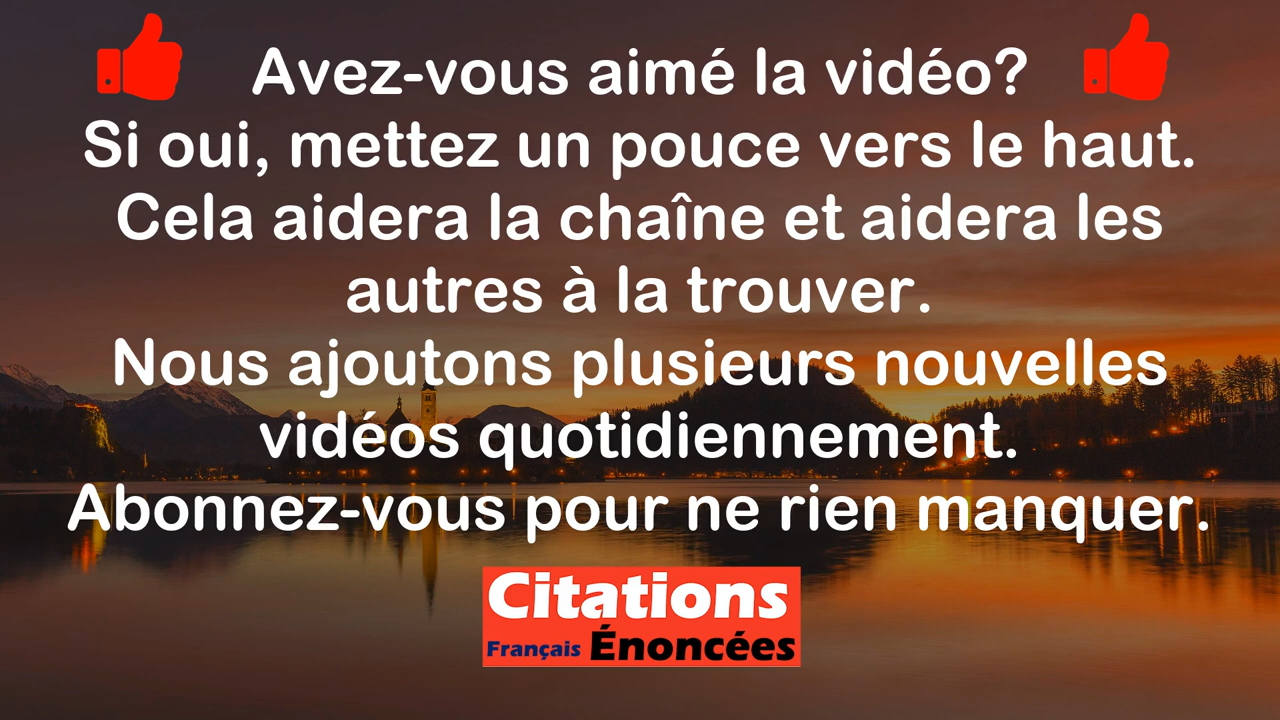 Avez-vous aimé la vidéo?
Si oui, mettez un pouce vers le haut.
Cela aidera la chaîne et aidera les
autres à la trouver.
Nous ajoutons plusieurs nouvelles
vidéos quotidiennement.
Abonnez-vous pour ne rien manquer.
Citations
Français Énoncées